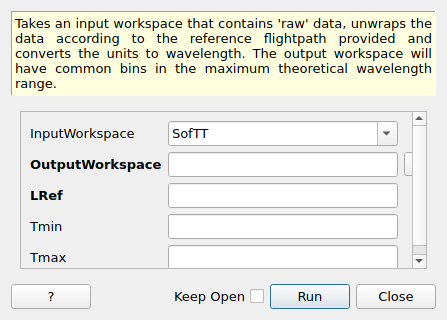 Takes an input workspace that contains 'raw' data, unwraps the
data according to the reference flightpath provided and
converts the units to wavelength. The output workspace will
have common bins in the maximum theoretical wavelength
range.
InputWorkspace SofTT
OutputWorkspace
LRef
Tmin
Tmax
? Keep Open Run Close